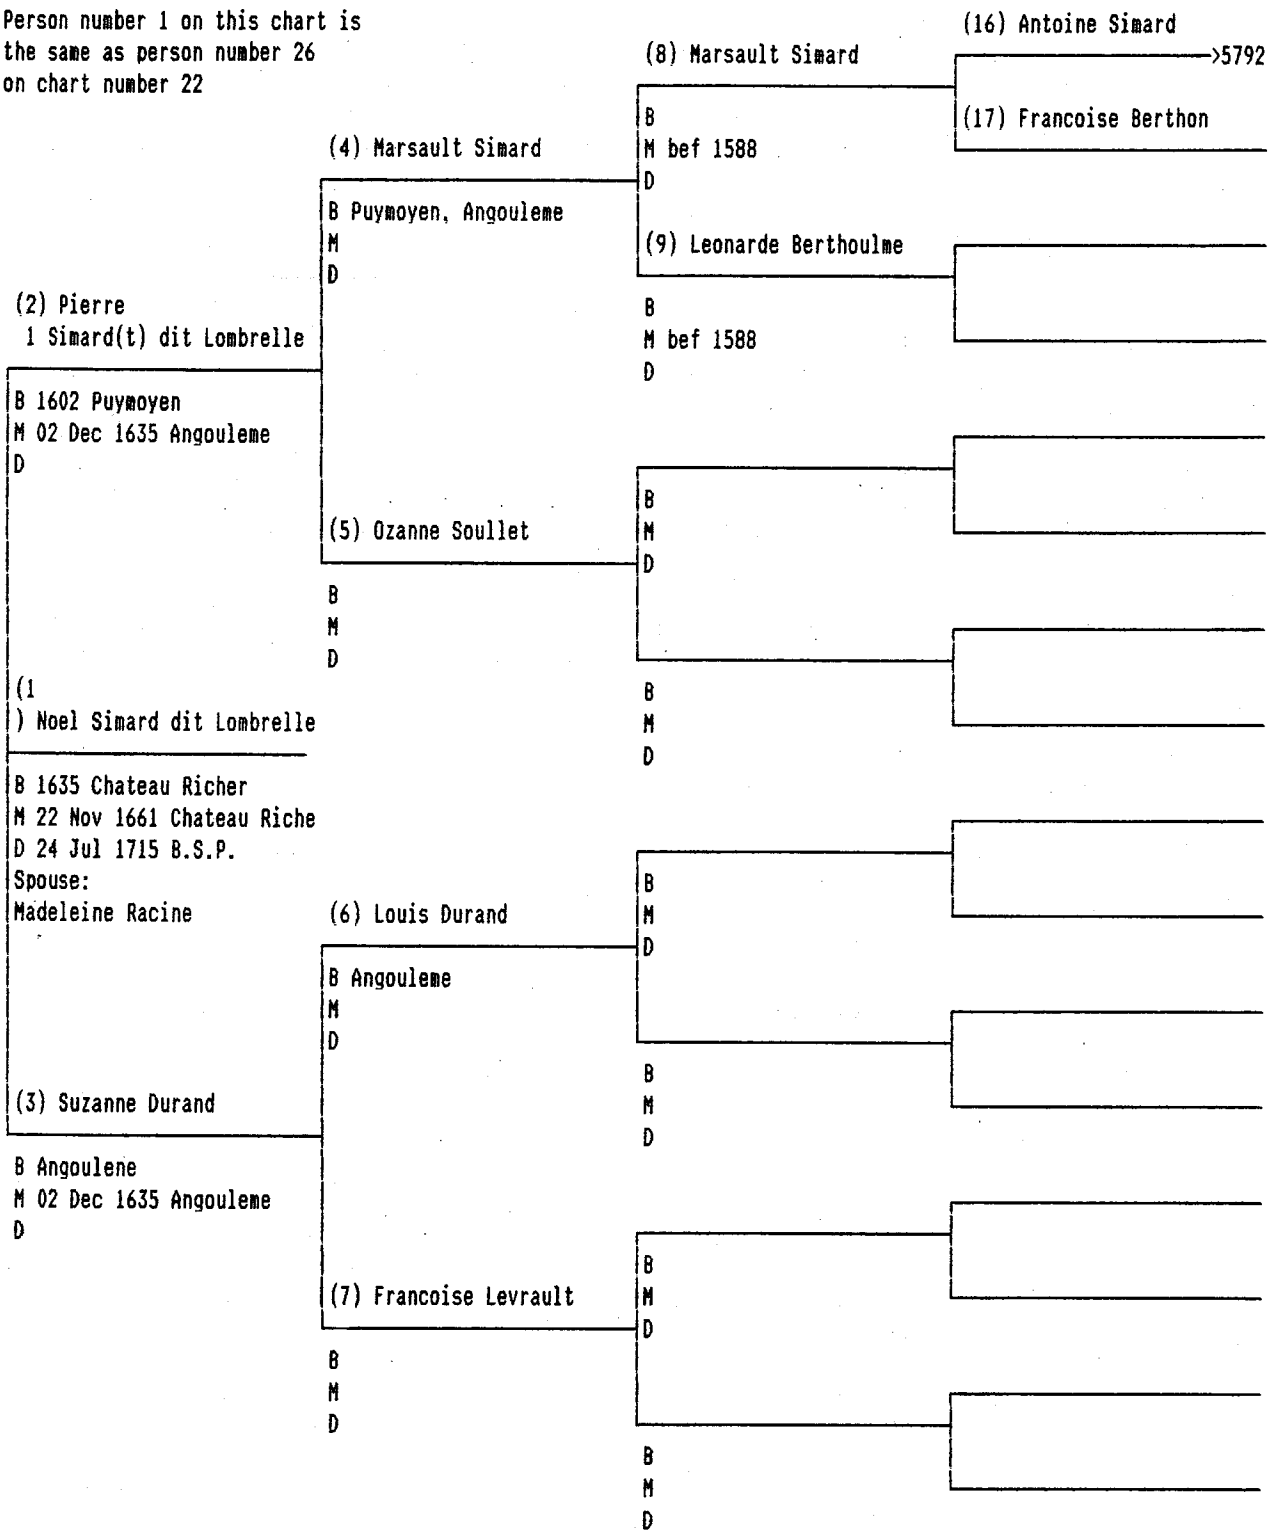 Person number 1 on this chart is
the same as person number 26
on chart number 22
(16) Antoine Simard
>5792
(8) Marsault Simard
B
M bef 1588
D
(17) Francoise Berthon
(4) Marsault Simard
B Puymoyen, Angouleme
M
D
(9) Leonarde Berthoulme
B
M bef 1588
D
(2) Pierre
1 Simard(t) dit Lombrelle
B 1602 Puymoyen
M 02 Dec 1635 Angouleme
D
B
M
D
(5) Ozanne Soullet
B
M
D
B
M
D
(1
) Noel Simard dit Lombrelle
B 1635 Chateau Richer
M 22 Nov 1661 Chateau Riche
D 24 Jul 1715 B.S.P.
Spouse:
Madeleine Racine
B
M
D
(6) Louis Durand
B Angouleme
M
D
B
M
D
(3) Suzanne Durand
B Angoulene
M 02 Dec 1635 Angouleme
D
B
M
D
(7) Francoise Levrault
B
M
D
B
M
D